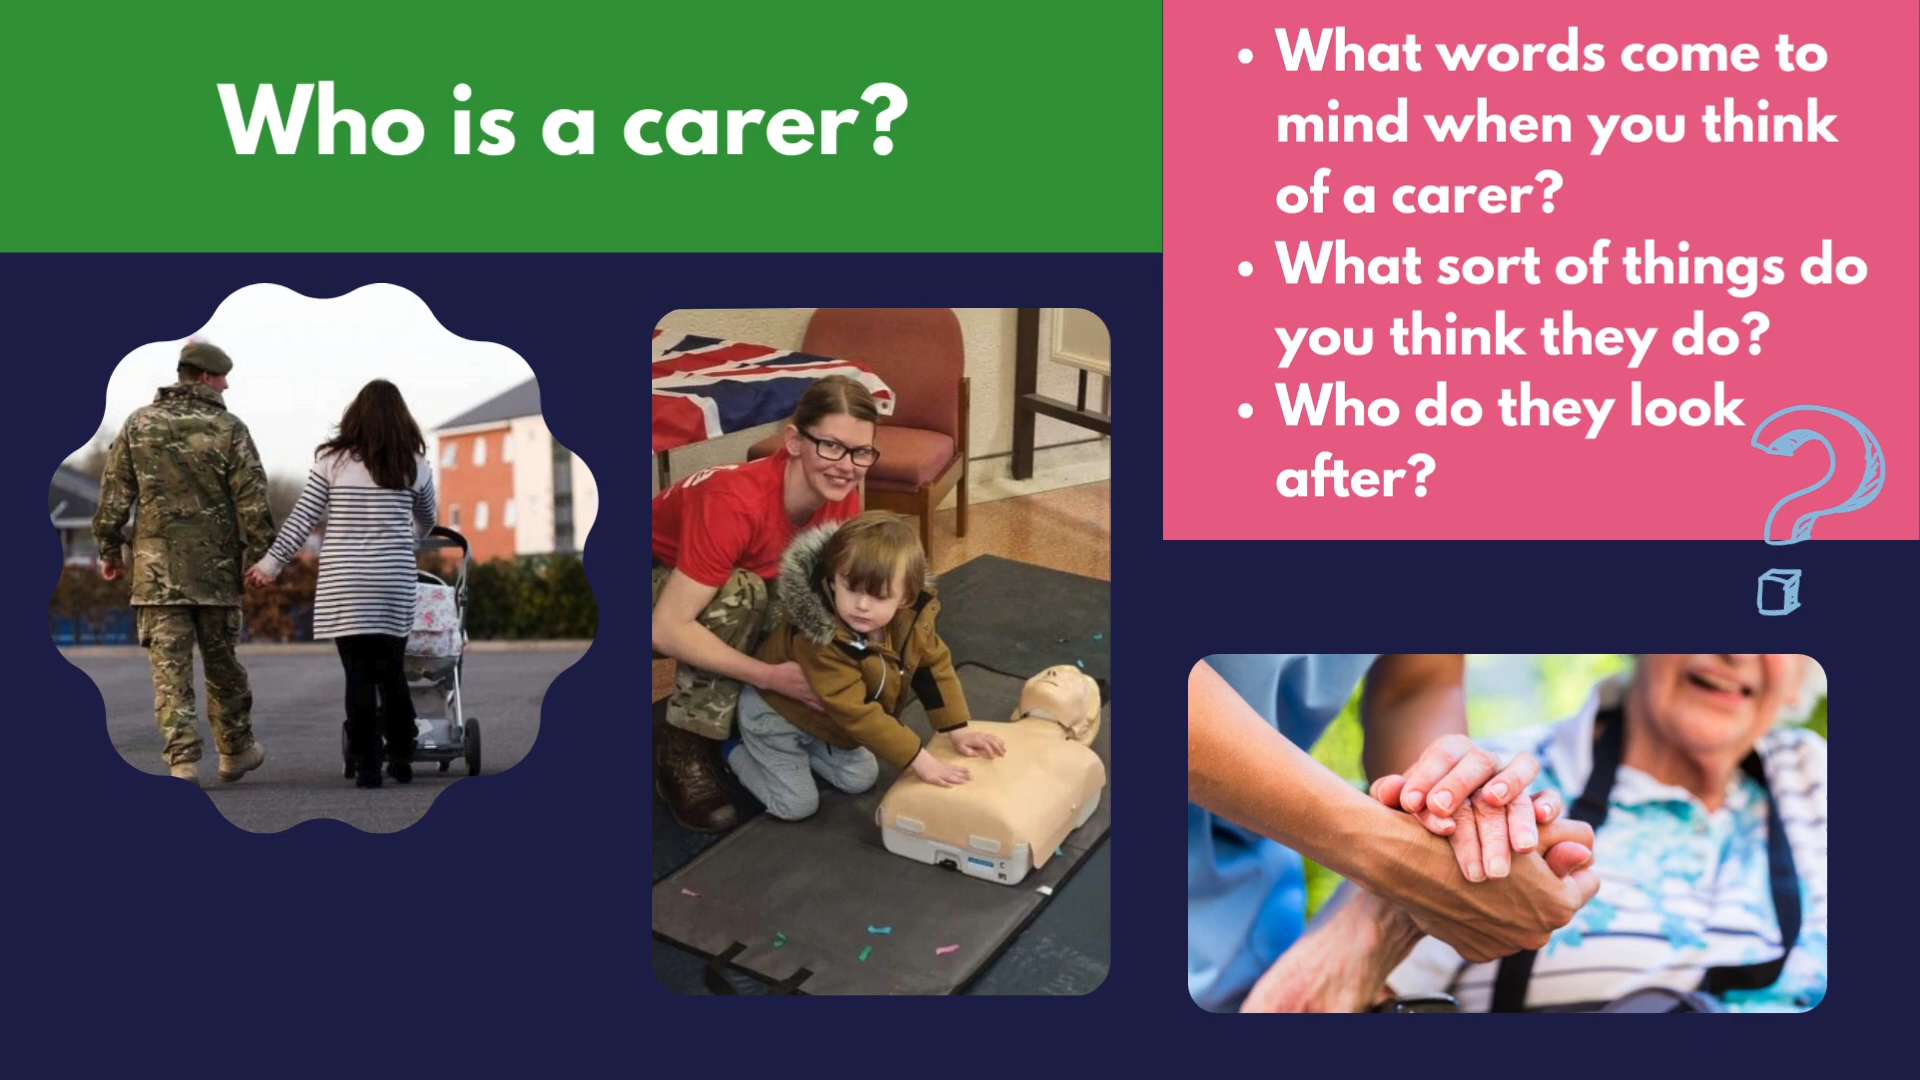 Who is a carer?
• What words come to
mind when you think
of a carer?
• What sort of things do
you think they do?
• Who do they look
after?
?